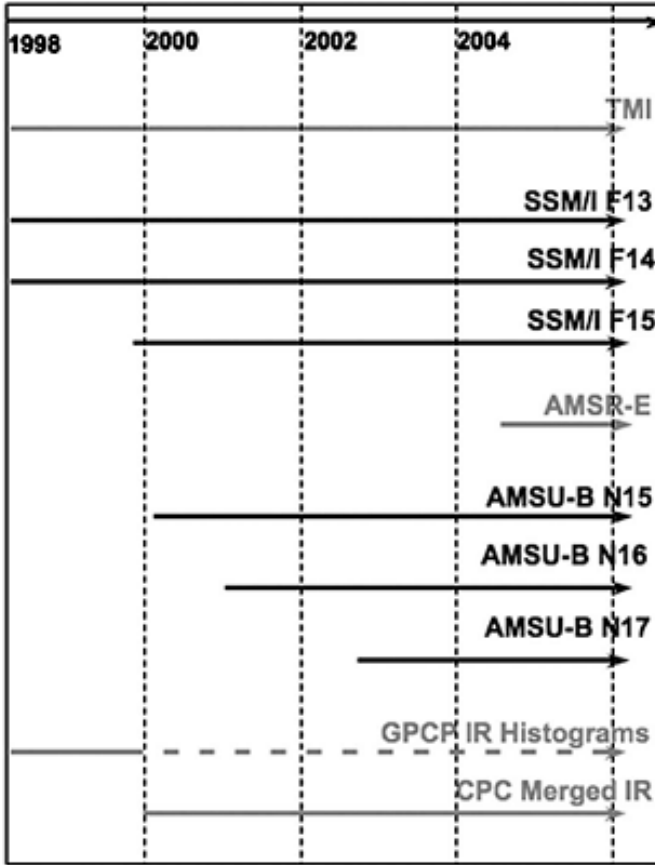 1998 2000 2002 2004
TMI
SSM/I F13
SSM/I F14
SSM/I F15
AMSR-E
AMSU-B N15
AMSU-B N16
AMSU-B N17
GPCP IR Histograms
CPC Merged IR